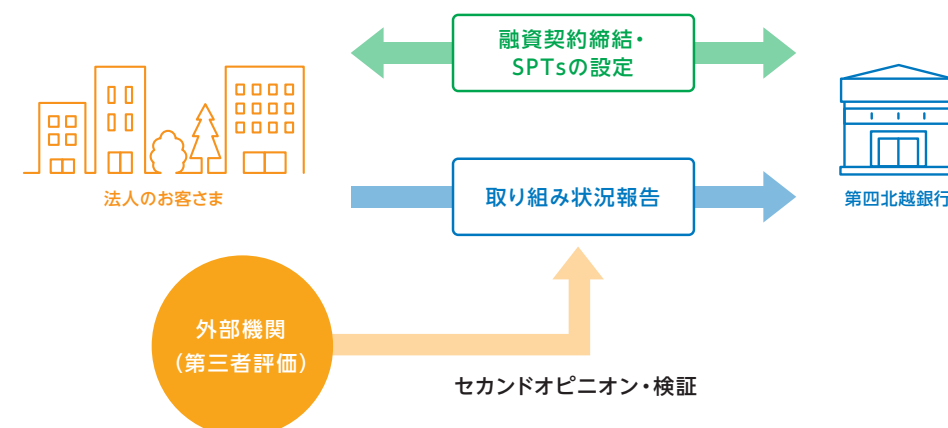 融資契約締結・
SPTsの設定
法人のお客さま
取り組み状況報告
第四北越銀行
外部機関
（第三者評価）
セカンドオピニオン・検証